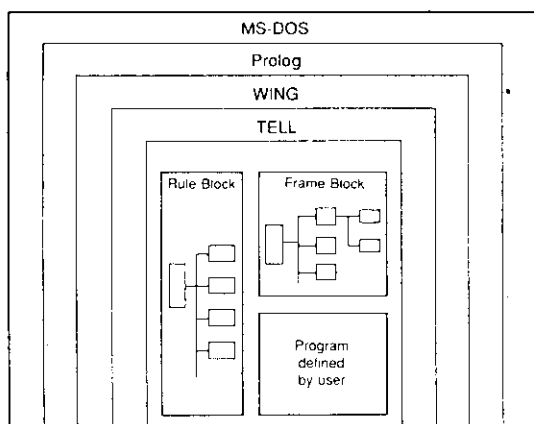 MS-DOS
Prolog
WING
TELL
Rule Block
Frame Block
Program
defined
by user